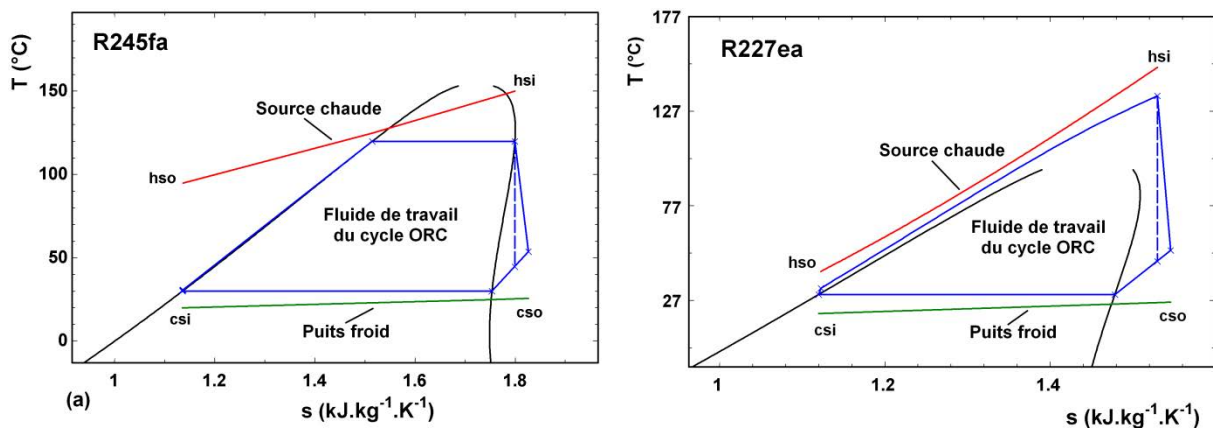 R245fa
T (°C)
150
100
50
0
hsi
Source chaude
hso
Fluide de travail
du cycle ORC
csi
Puits froid
cso
1
1.2
1.4
1.6
1.8
(a)
s (kJ.kg⁻¹.K⁻¹)
R227ea
T (°C)
177
127
77
27
hsi
Source chaude
hso
Fluide de travail
du cycle ORC
csi
Puits froid
cso
1
1.2
1.4
s (kJ.kg⁻¹.K⁻¹)